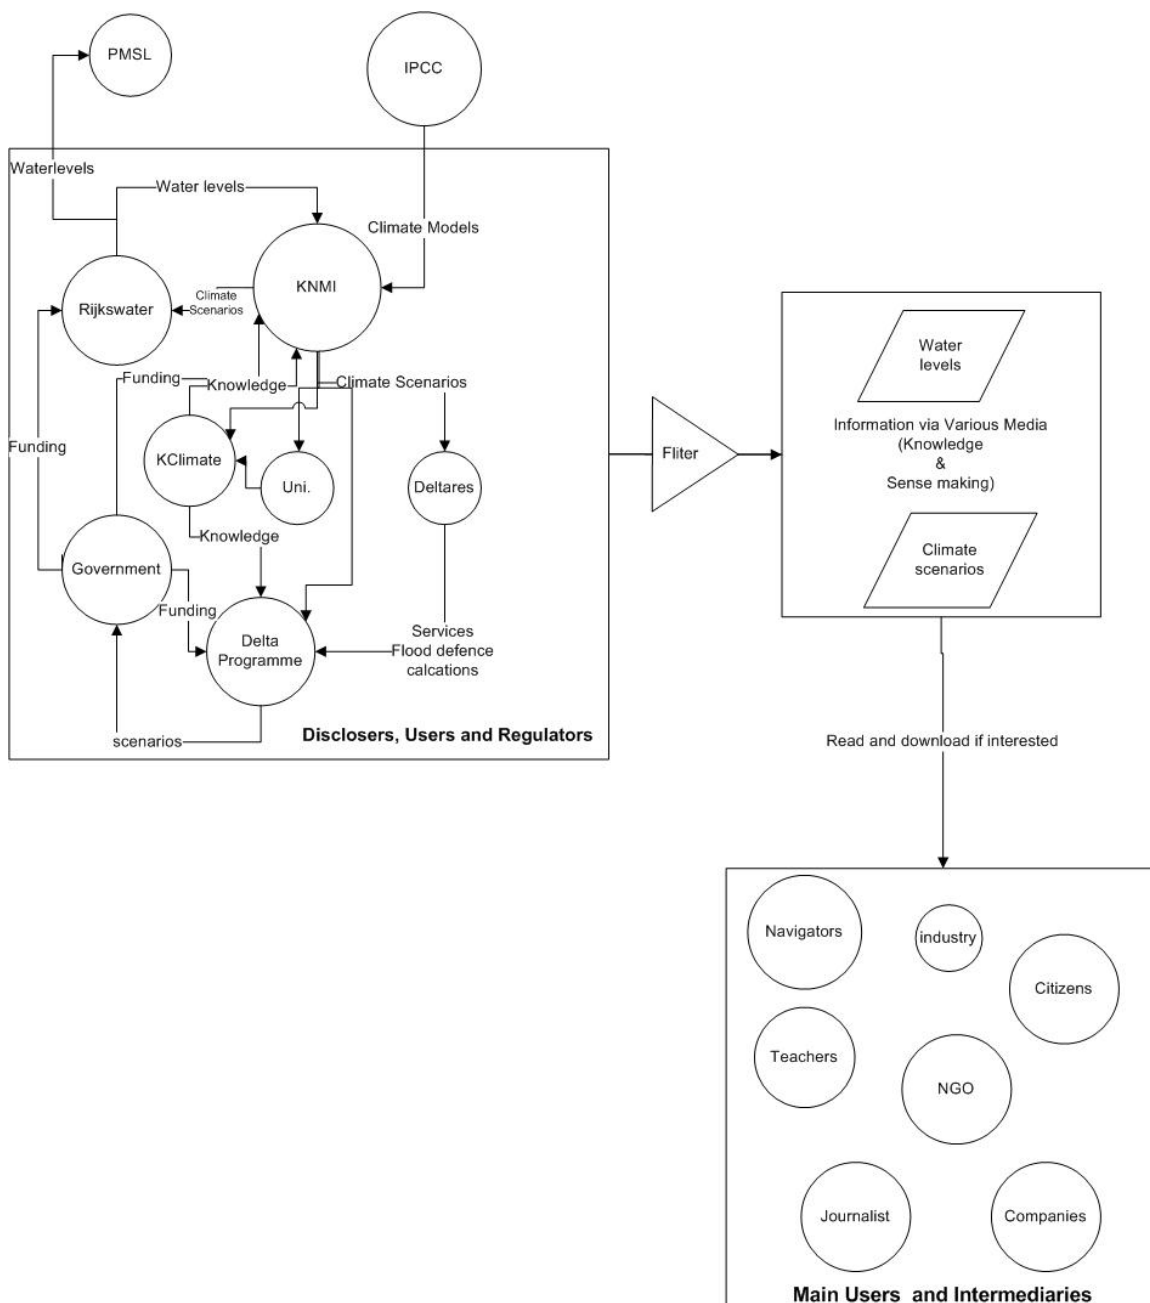 PMSL
IPCC
Waterlevels
Water levels
Climate Models
Rijkswater
Climate
Scenarios
KNMI
Funding
Knowledge
Climate Scenarios
Funding
KClimate
Uni.
Deltares
Knowledge
Government
Funding
Delta
Programme
Services
Flood defence
calcations
scenarios
Disclosers, Users and Regulators
Fliter
Water
levels
Information via Various Media
(Knowledge
&
Sense making)
Climate
scenarios
Read and download if interested
Navigators
industry
Citizens
Teachers
NGO
Journalist
Companies
Main Users and Intermediaries